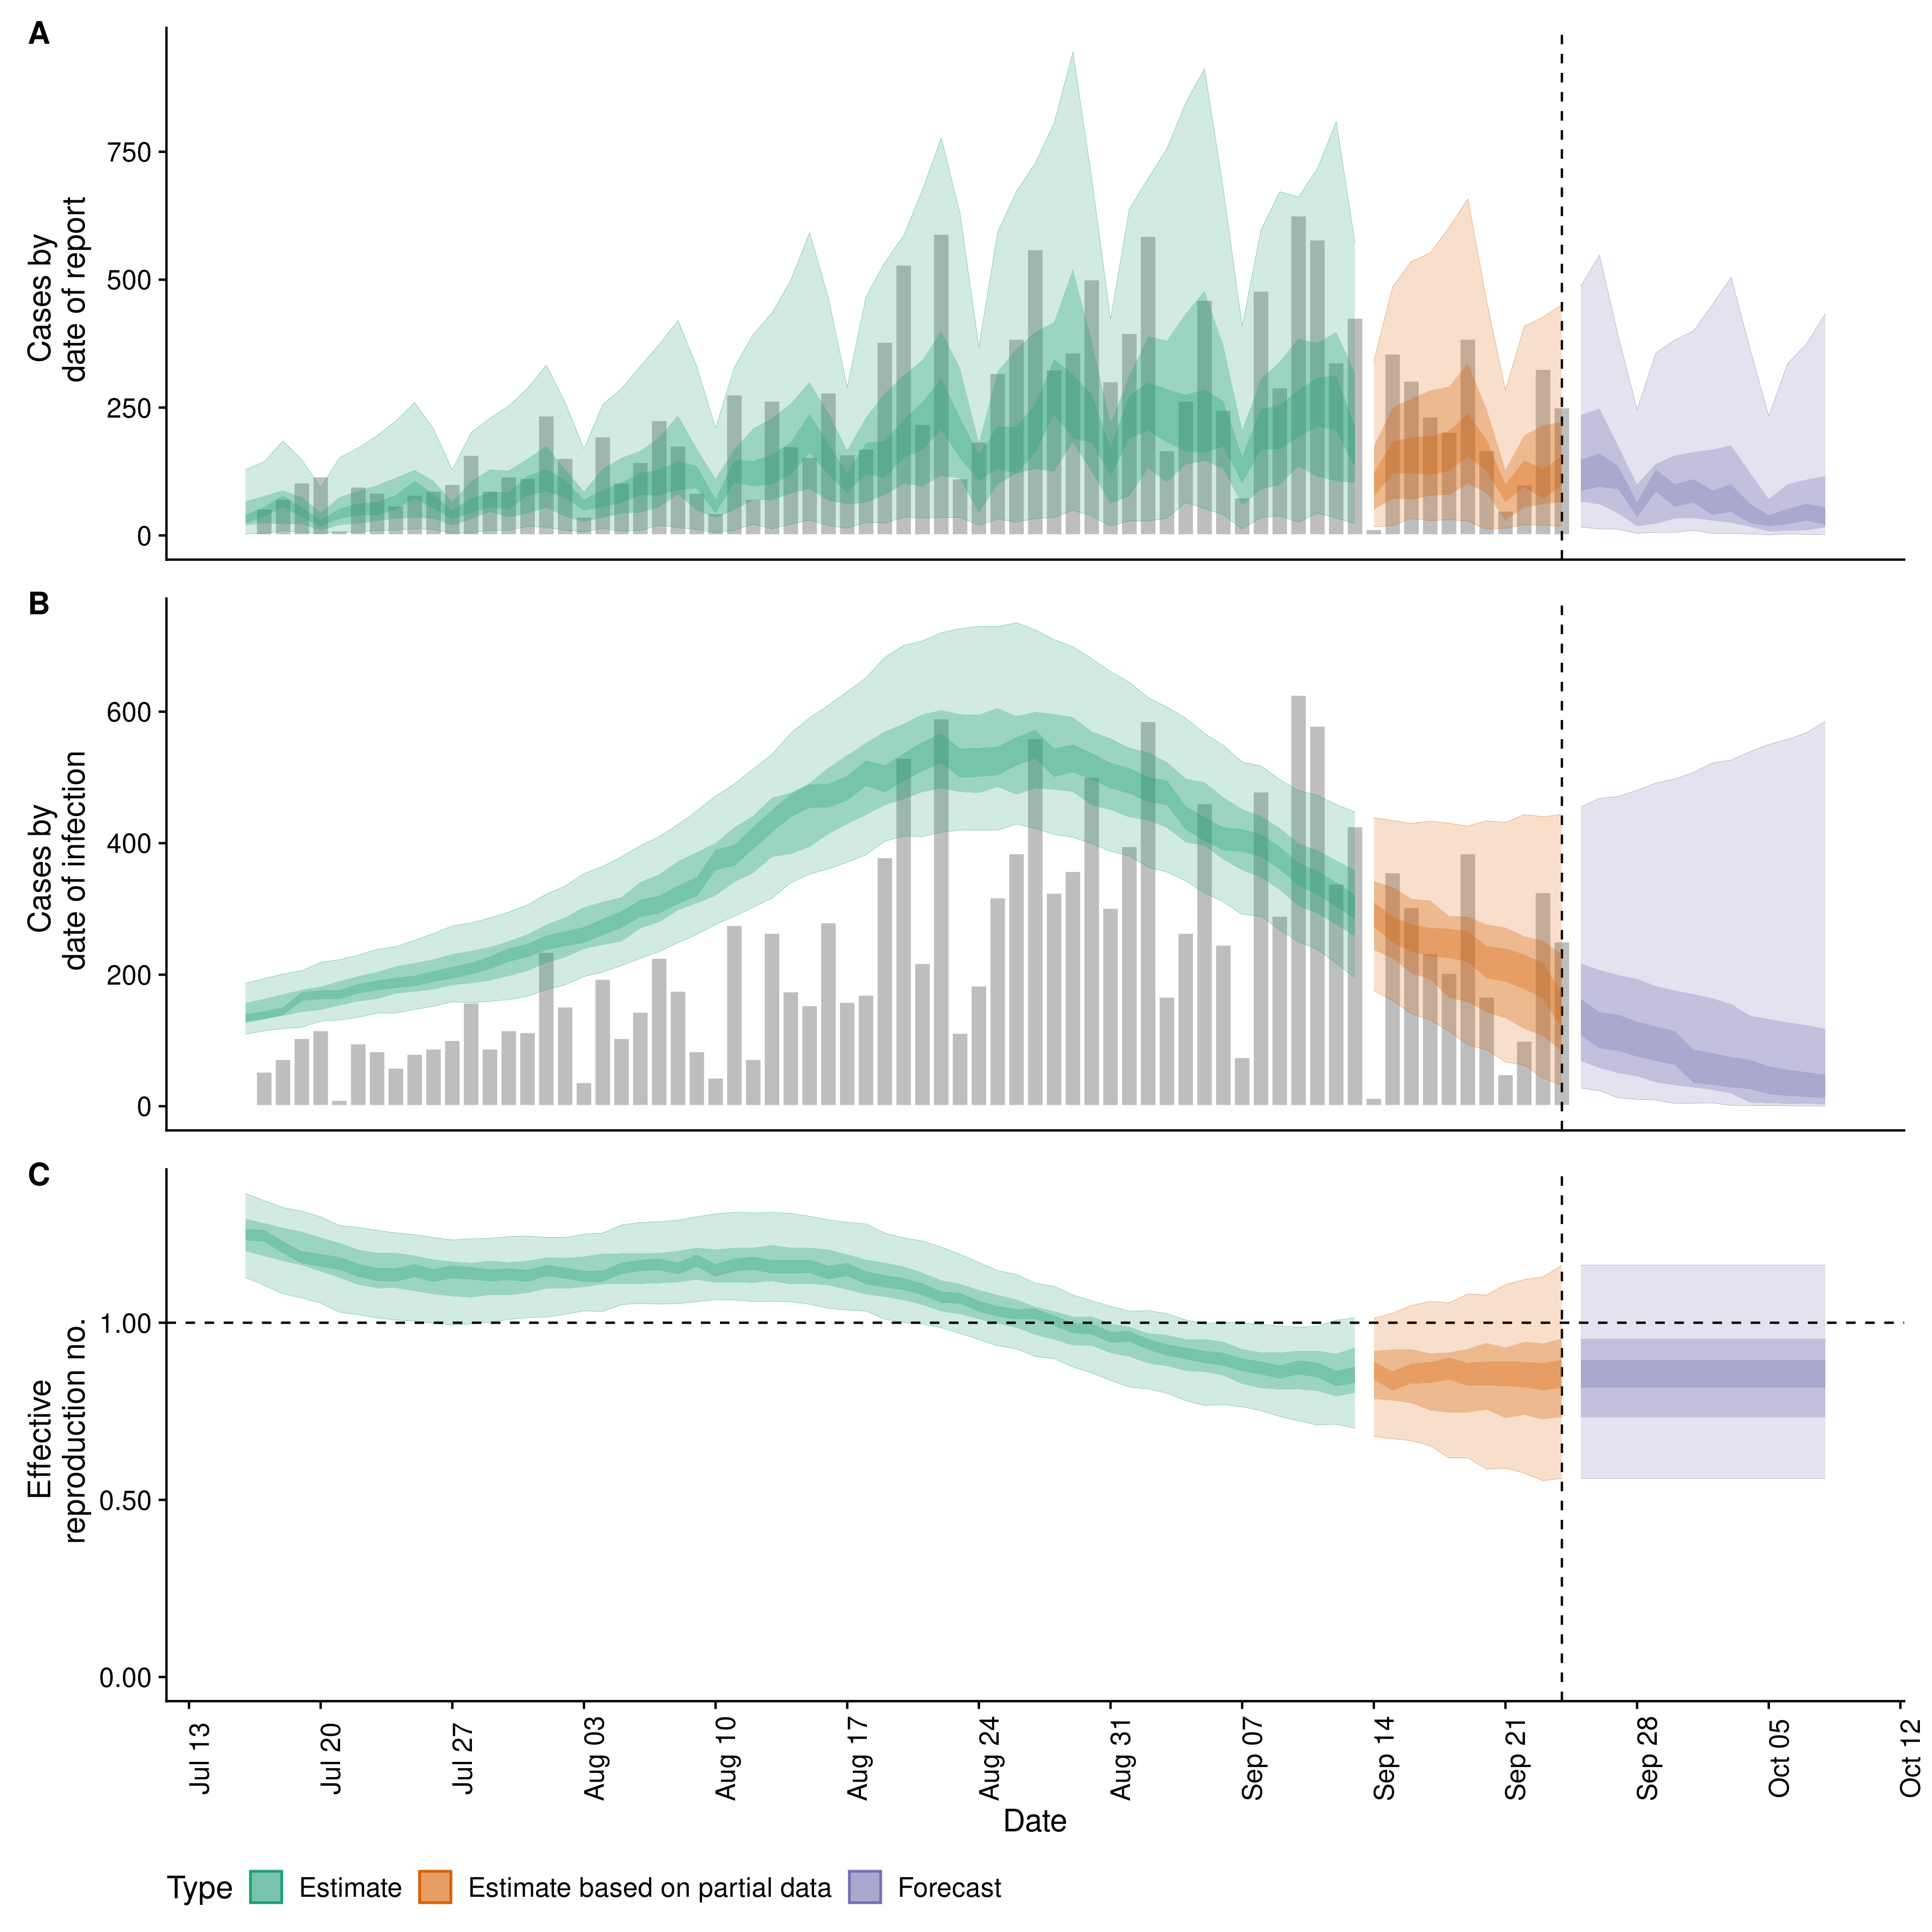 A
750
500
250
0
Cases by
date of report
B
600
400
200
0
Cases by
date of infection
C
1.00
0.50
0.00
Effective
reproduction no.
Jul 13
Jul 20
Jul 27
Aug 03
Aug 10
Aug 17
Aug 24
Aug 31
Sep 07
Sep 14
Sep 21
Sep 28
Oct 05
Oct 12
Date
Type Estimate Estimate based on partial data Forecast